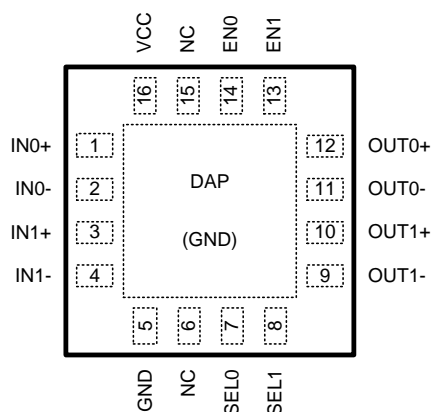 VCC NC EN0 EN1
16 15 14 13
IN0+ 1 12 OUT0+
IN0- 2 DAP 11 OUT0-
IN1+ 3 (GND) 10 OUT1+
IN1- 4 9 OUT1-
5 6 7 8
GND NC SEL0 SEL1